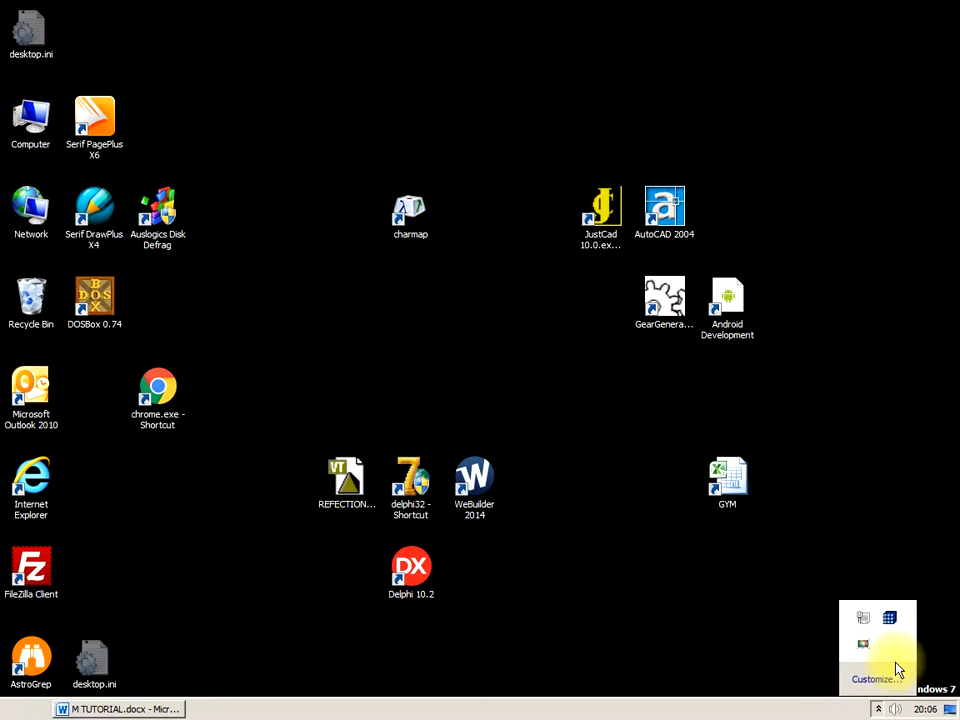 desktop.ini
Computer
Serif PagePlus
X6
Network
Serif DrawPlus
X4
Auslogics Disk
Defrag
charmap
JustCad
10.0.ex...
AutoCAD 2004
Recycle Bin
DOSBox 0.74
GearGenera...
Android
Development
Microsoft
Outlook 2010
chrome.exe -
Shortcut
Internet
Explorer
REFECTION...
delphi32 -
Shortcut
WeBuilder
2014
GYM
FileZilla Client
Delphi 10.2
AstroGrep
desktop.ini
Customize...
ndows 7
M TUTORIAL.docx - Micr...
20:06